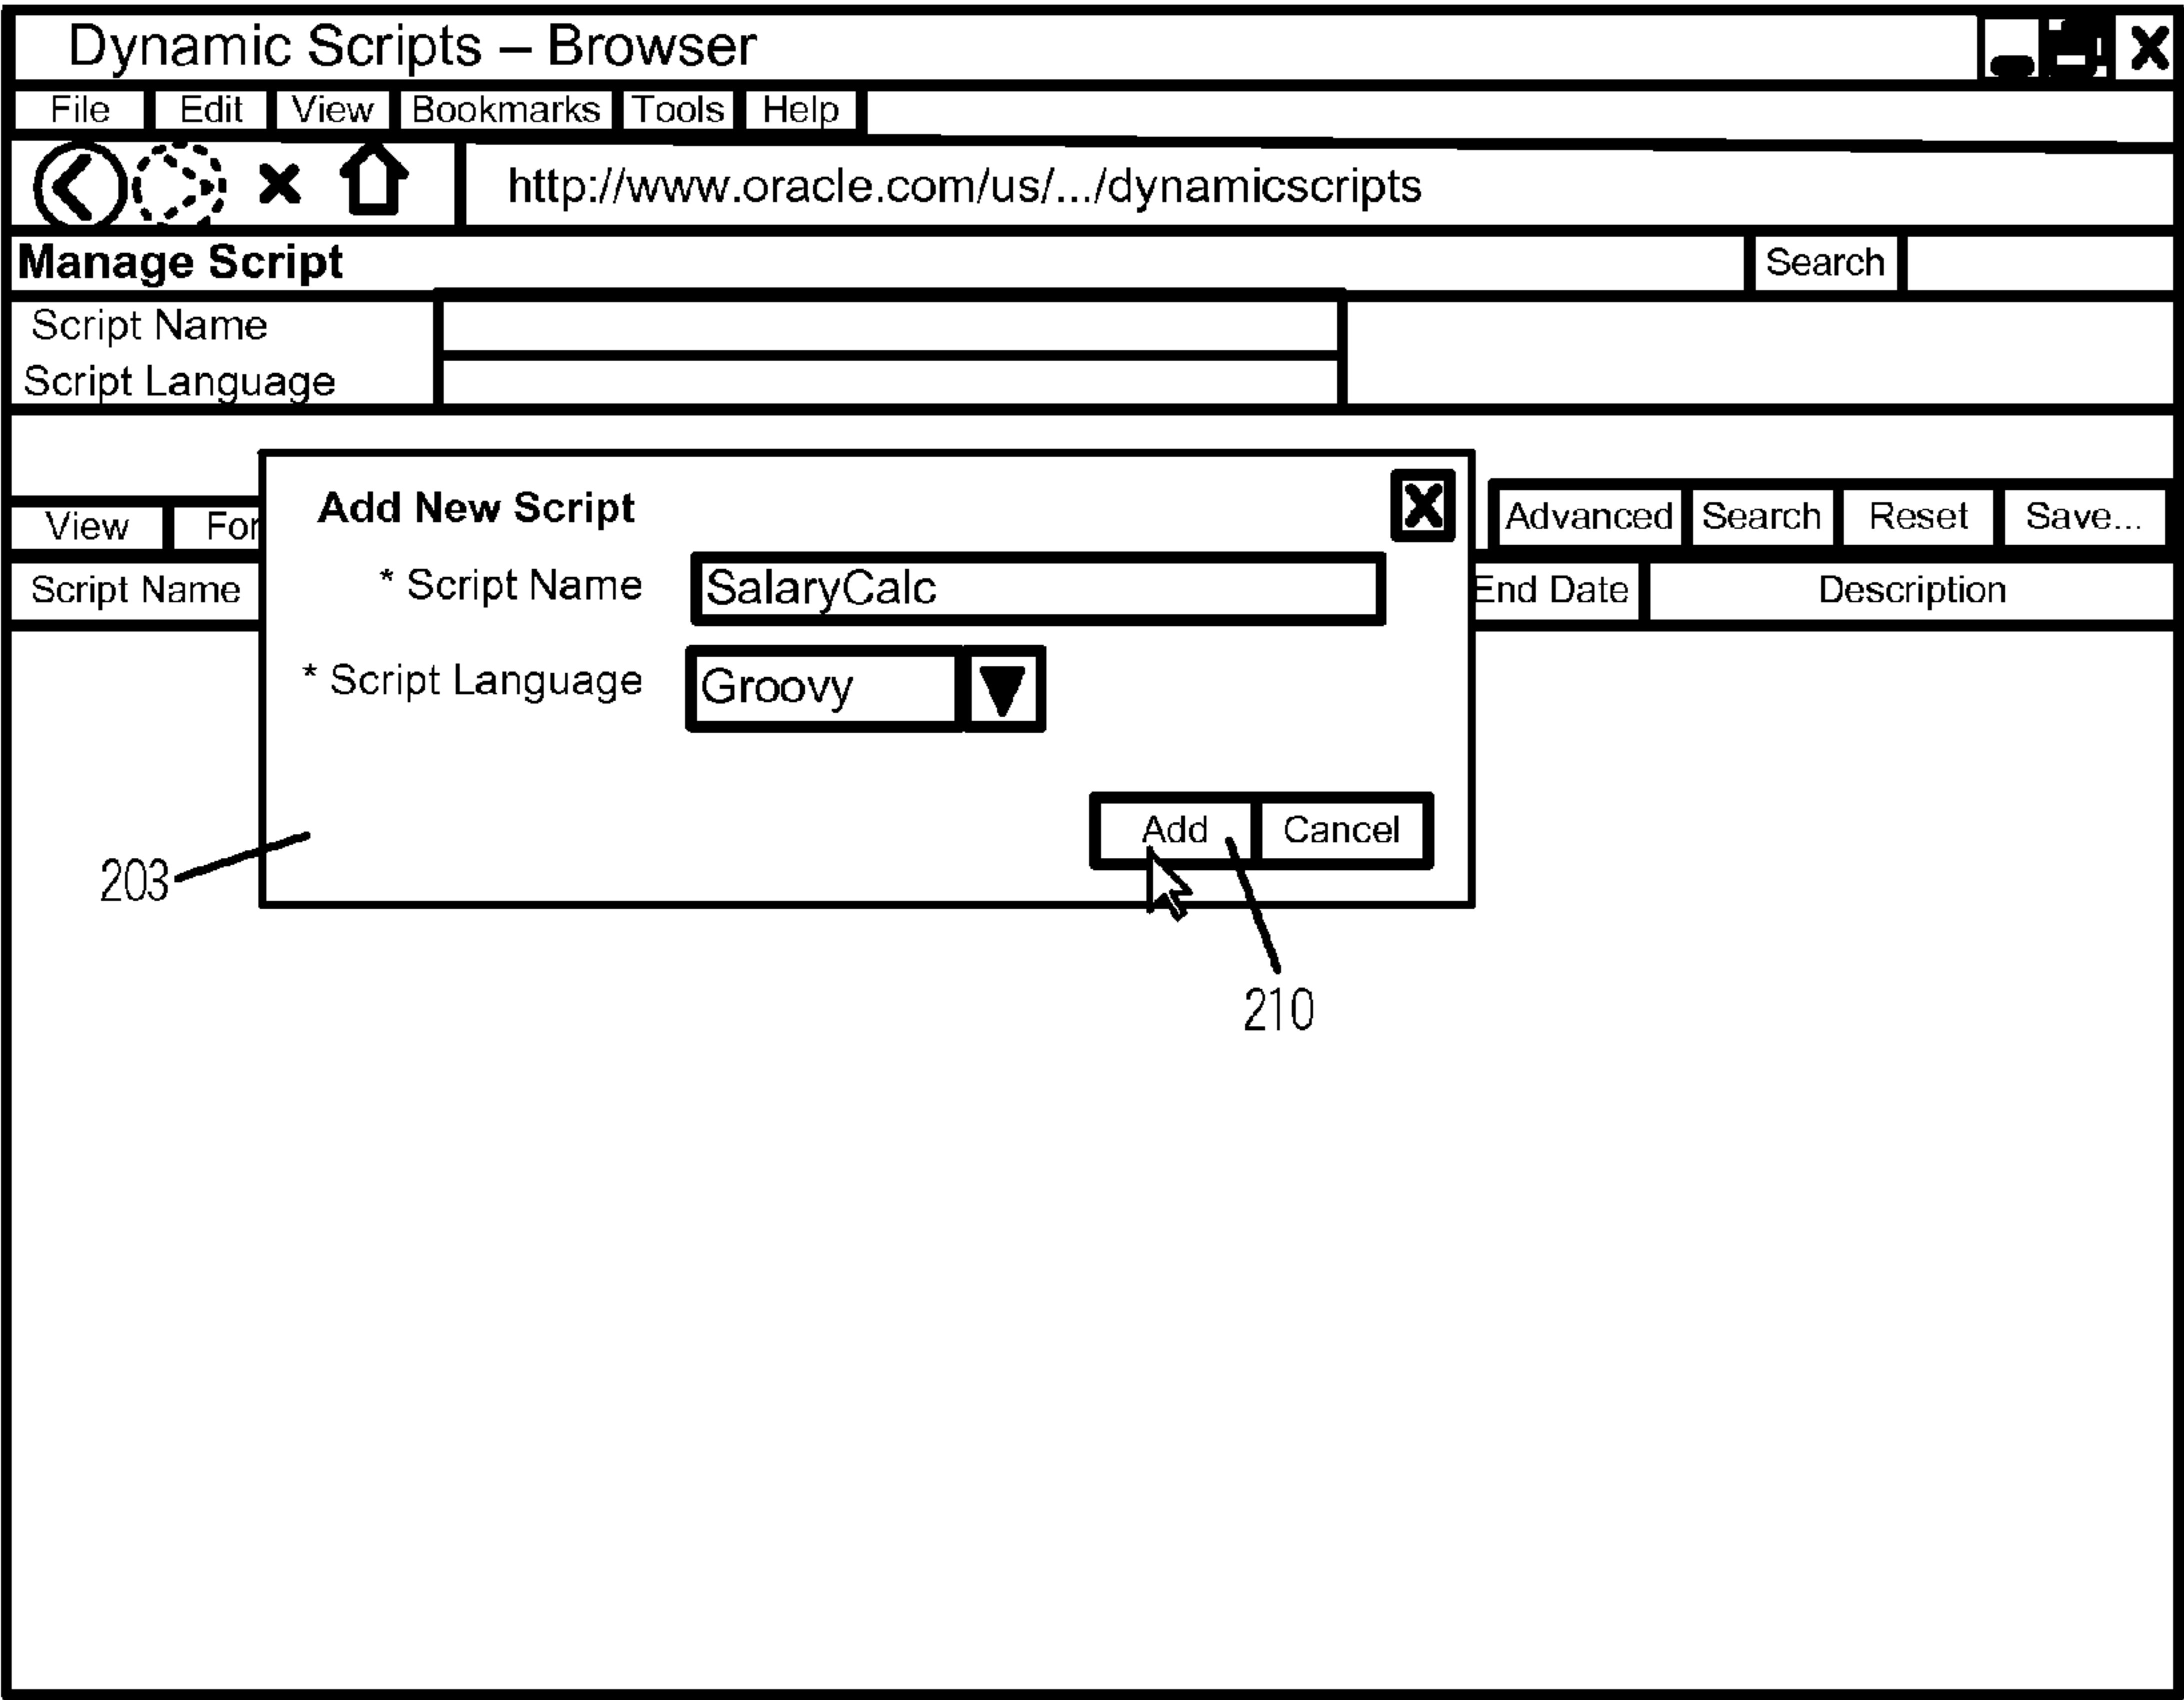 Dynamic Scripts – Browser
File Edit View Bookmarks Tools Help
http://www.oracle.com/us/.../dynamicscripts
Manage Script Search
Script Name
Script Language
Add New Script
View For Advanced Search Reset Save...
* Script Name SalaryCalc
Script Name End Date Description
* Script Language Groovy
Add Cancel
203
210